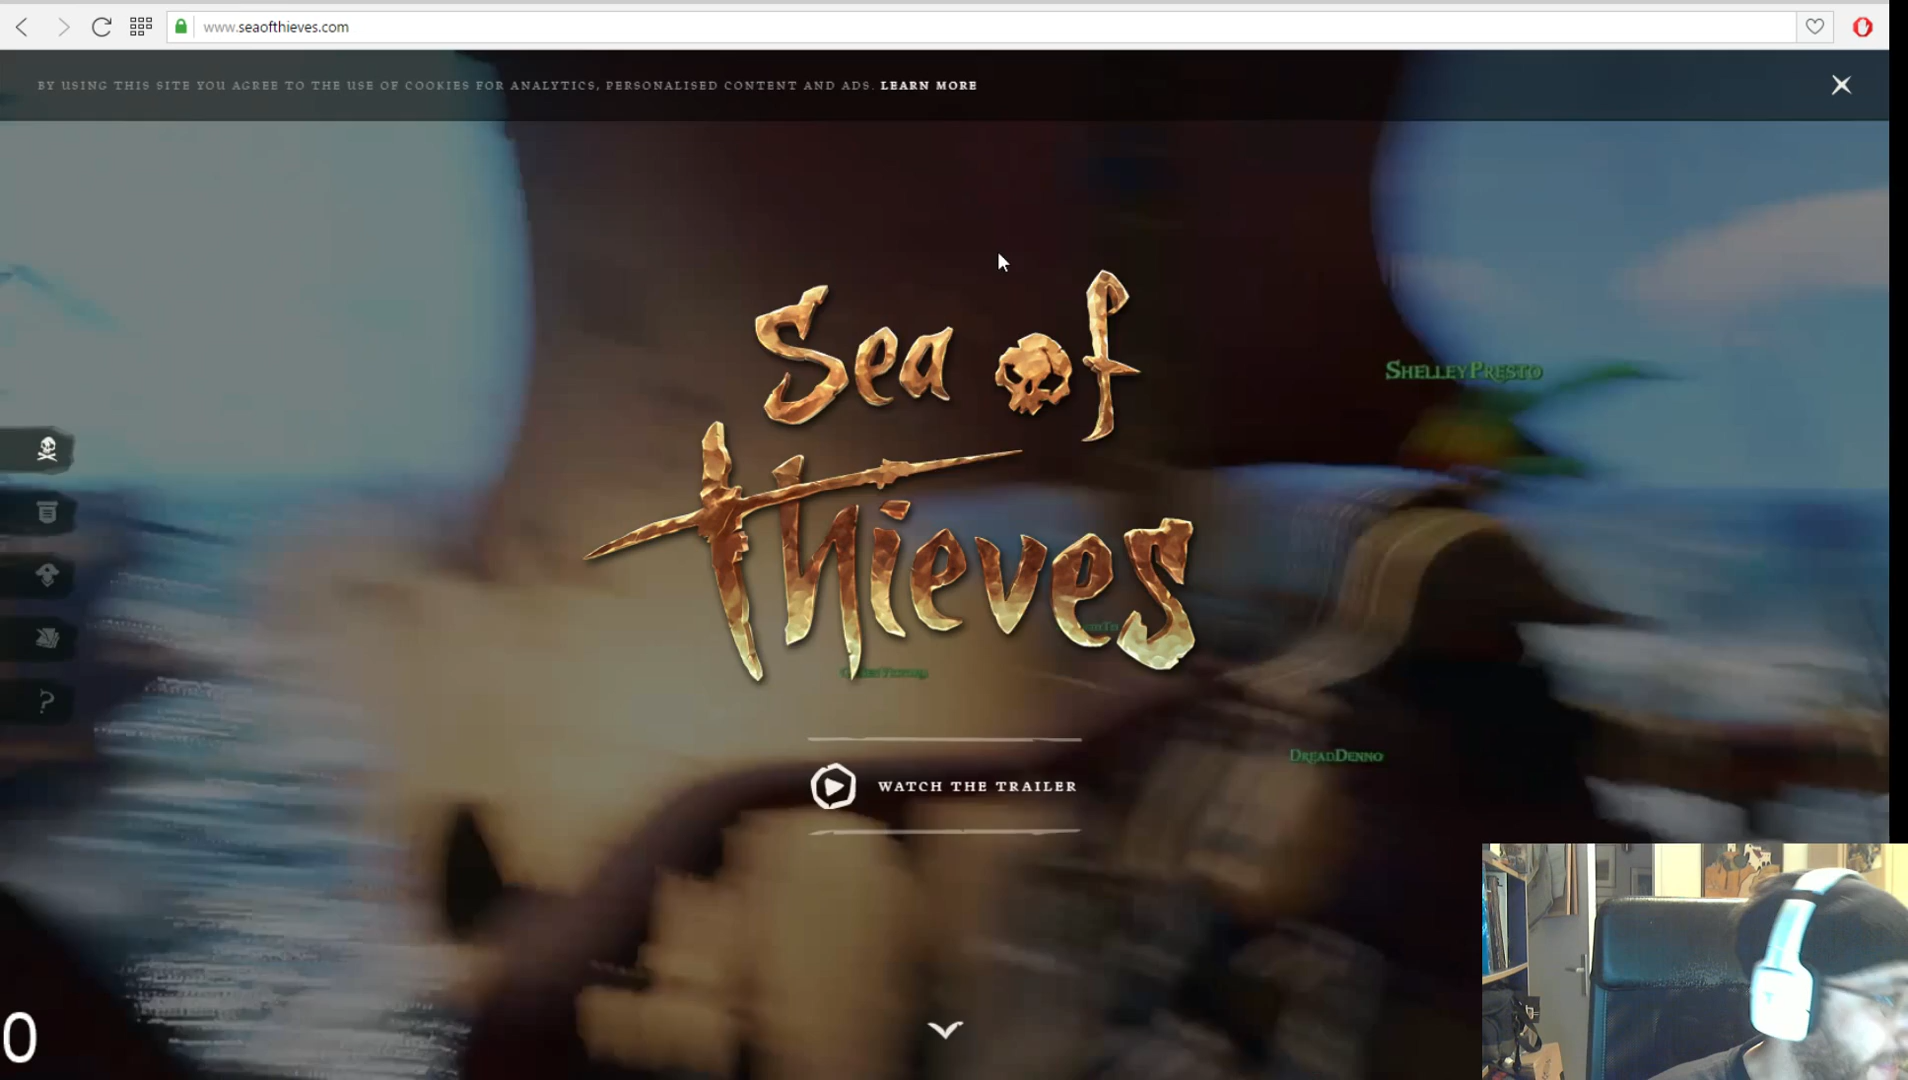 www.seaofthieves.com
BY USING THIS SITE YOU AGREE TO THE USE OF COOKIES FOR ANALYTICS, PERSONALISED CONTENT AND ADS. LEARN MORE
Sea of
Thieves
SHELLEYPRESTO
DREADDENNO
WATCH THE TRAILER
?
0